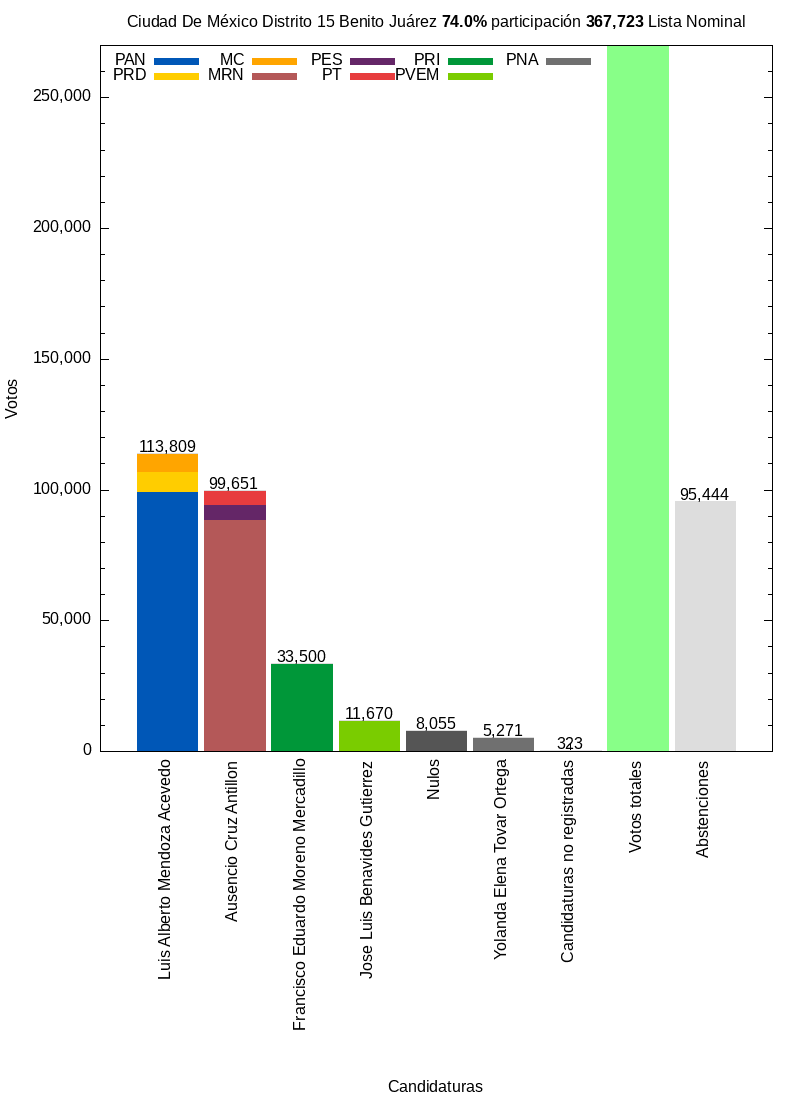 Ciudad De México Distrito 15 Benito Juárez 74.0% participación 367,723 Lista Nominal
PAN MC PES PRI PNA
PRD MRN PT PVEM
250,000
200,000
150,000
100,000
50,000
0
Votos
113,809
99,651
33,500
11,670
8,055
5,271
323
95,444
Luis Alberto Mendoza Acevedo
Ausencio Cruz Antillon
Francisco Eduardo Moreno Mercadillo
Jose Luis Benavides Gutierrez
Nulos
Yolanda Elena Tovar Ortega
Candidaturas no registradas
Votos totales
Abstenciones
Candidaturas